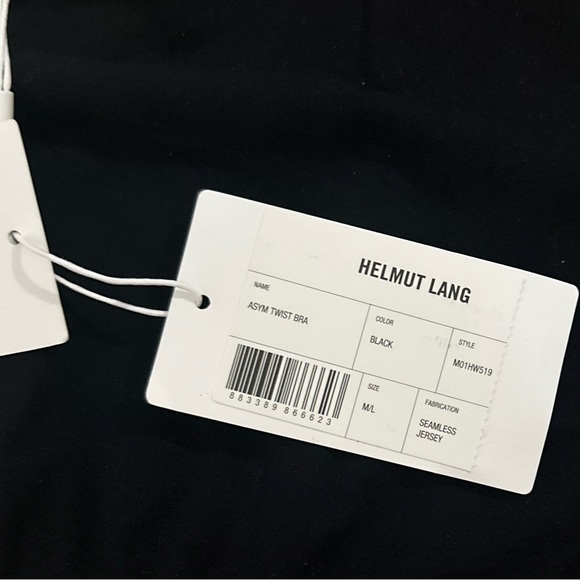 HELMUT LANG
NAME
ASYM TWIST BRA
COLOR
BLACK
STYLE
M01HW519
883389866623
SIZE
M/L
FABRICATION
SEAMLESS
JERSEY